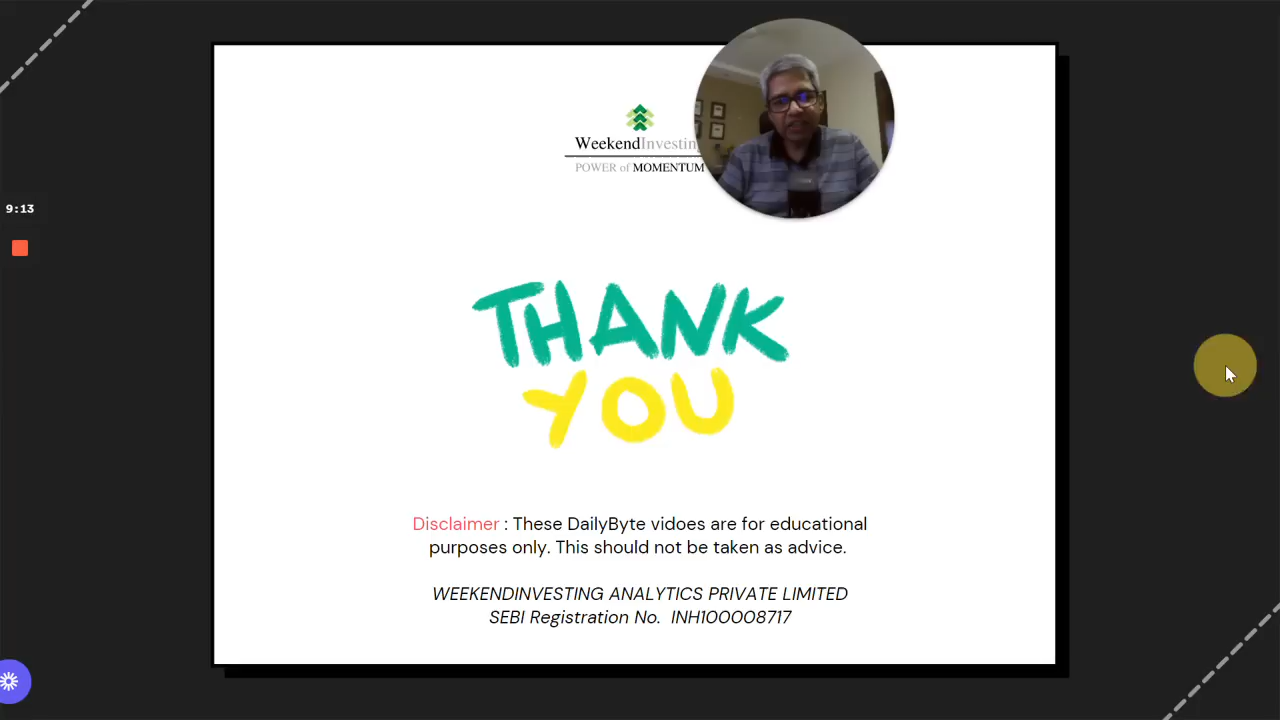 WeekendInvestin
POWER of MOMENTUM
9:13
THANK
YOU
Disclaimer : These DailyByte vidoes are for educational
purposes only. This should not be taken as advice.
WEEKENDINVESTING ANALYTICS PRIVATE LIMITED
SEBI Registration No. INH100008717